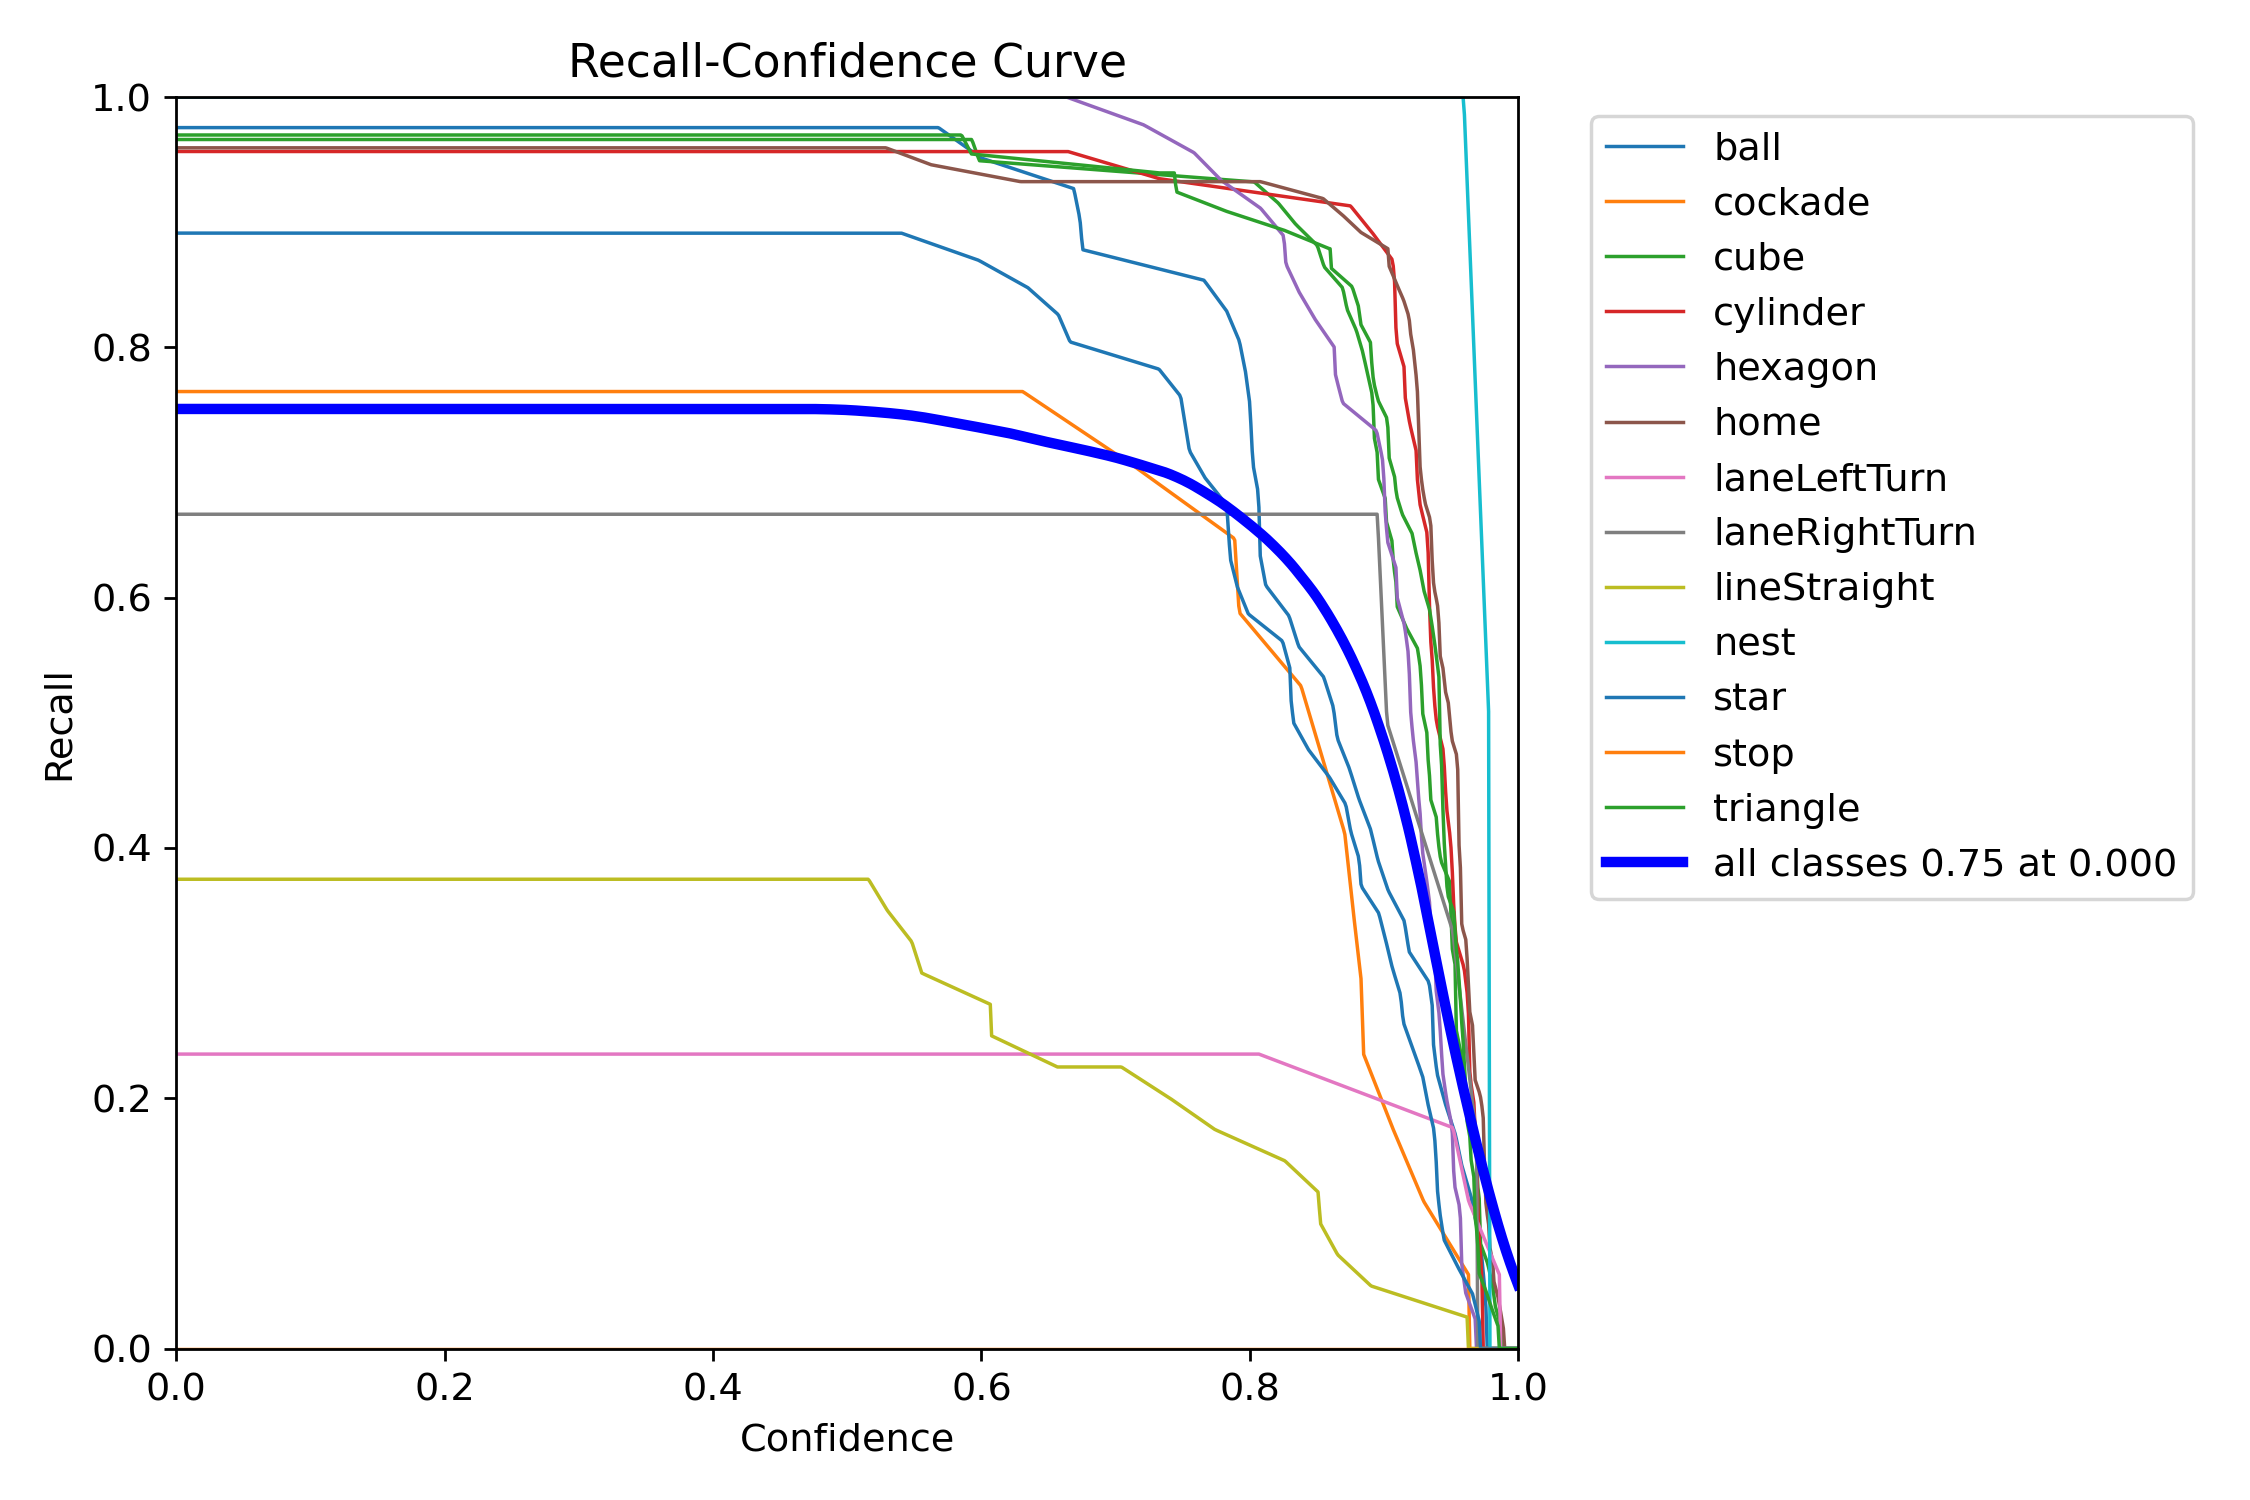 Recall-Confidence Curve
1.0
0.8
0.6
0.4
0.2
0.0
Recall
0.0 0.2 0.4 0.6 0.8 1.0
Confidence
ball
cockade
cube
cylinder
hexagon
home
laneLeftTurn
laneRightTurn
lineStraight
nest
star
stop
triangle
all classes 0.75 at 0.000